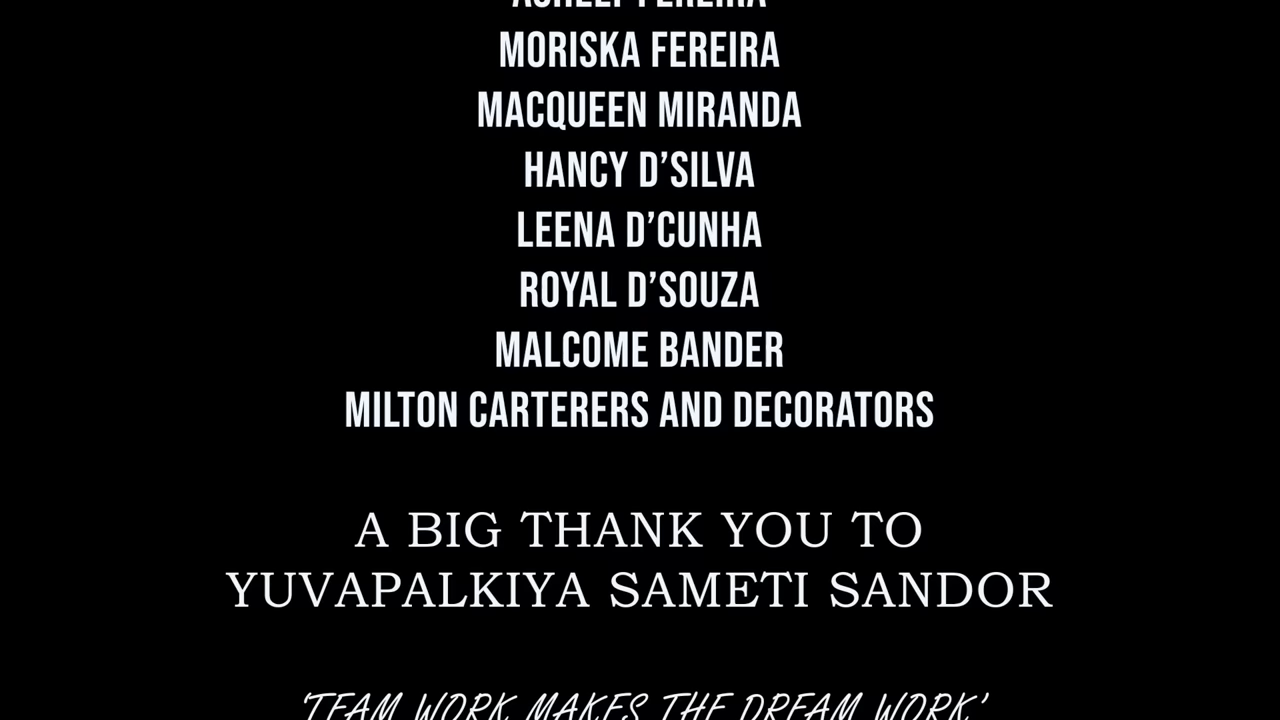 MORISKA FEREIRA
MACQUEEN MIRANDA
HANCY D’SILVA
LEENA D’CUNHA
ROYAL D’SOUZA
MALCOME BANDER
MILTON CARTERERS AND DECORATORS
A BIG THANK YOU TO
YUVAPALKIYA SAMETI SANDOR
‘TEAM WORK MAKES THE DREAM WORK’